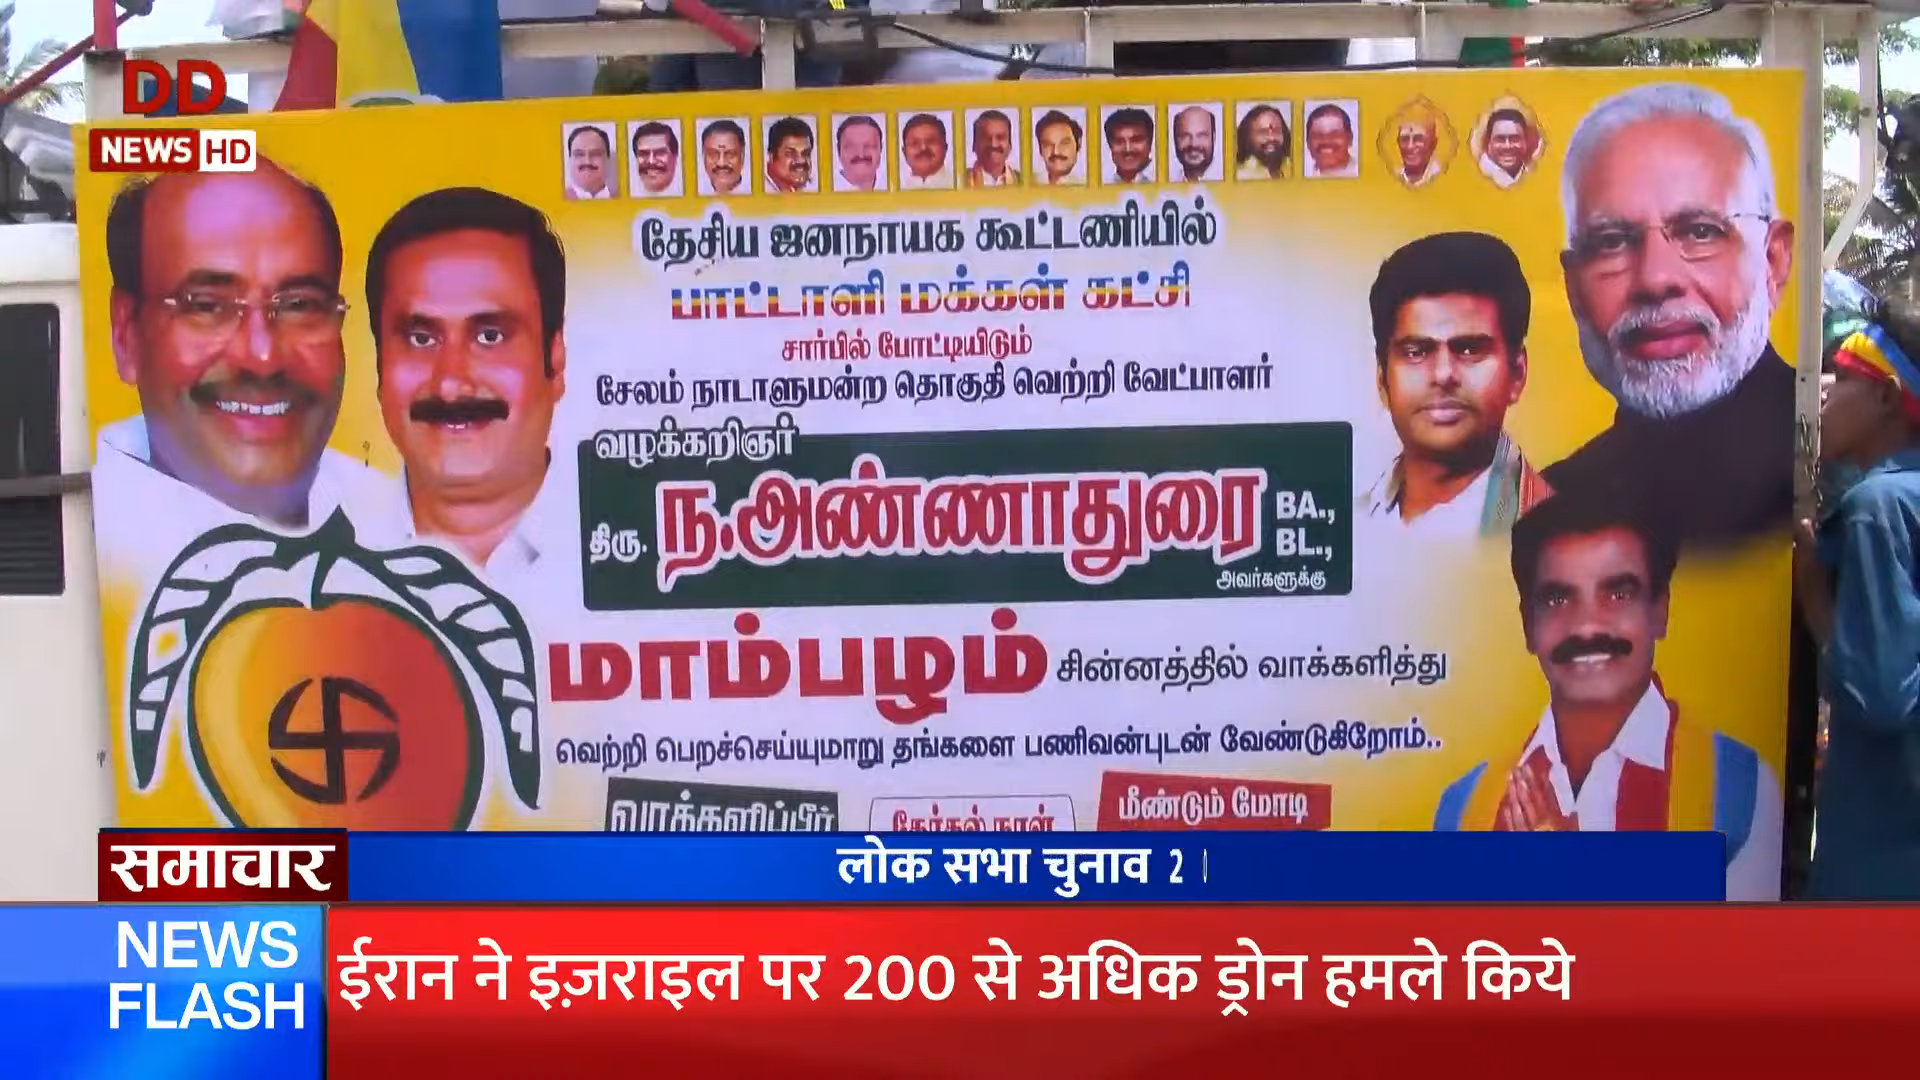 DD
NEWS HD
தேசிய ஜனநாயக கூட்டணியில்
பாட்டாளி மக்கள் கட்சி
சார்பில் போட்டியிடும்
சேலம் நாடாளுமன்ற தொகுதி வெற்றி வேட்பாளர்
வழக்கறிஞர்
திரு. ந.அண்ணாதுரை BA.,
BL.,
அவர்களுக்கு
மாம்பழம் சின்னத்தில் வாக்களித்து
வெற்றி பெறச்செய்யுமாறு தங்களை பணிவன்புடன் வேண்டுகிறோம்..
வாக்களிப்பீர் தேர்தல் நாள் மீண்டும் மோடி
समाचार
लोक सभा चुनाव 2
NEWS
FLASH
ईरान ने इज़राइल पर 200 से अधिक ड्रोन हमले किये